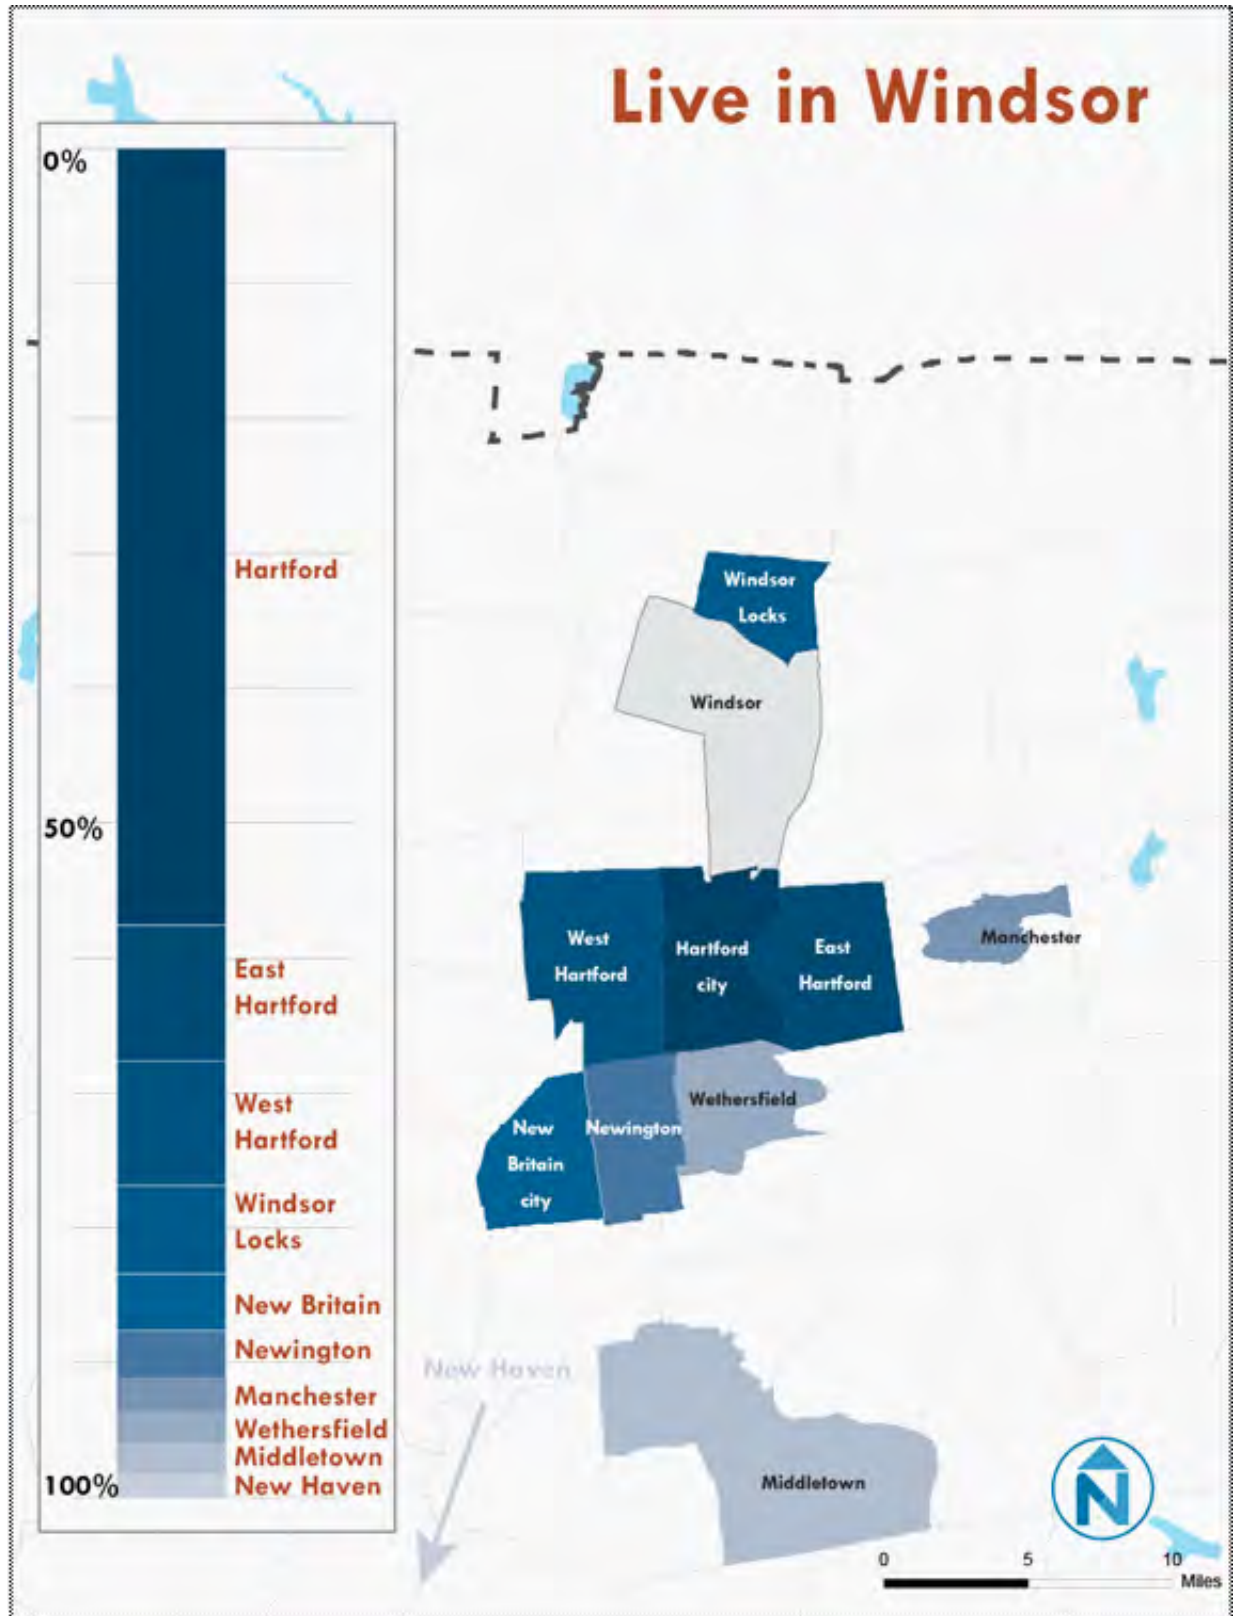 Live in Windsor
0%
Hartford
50%
East
Hartford
West
Hartford
Windsor
Locks
New Britain
Newington
Manchester
Wethersfield
Middletown
New Haven
100%
Windsor
Locks
Windsor
West
Hartford
Hartford
city
East
Hartford
Manchester
New
Britain
city
Newington
Wethersfield
New Haven
Middletown
N
0 5 10
Miles